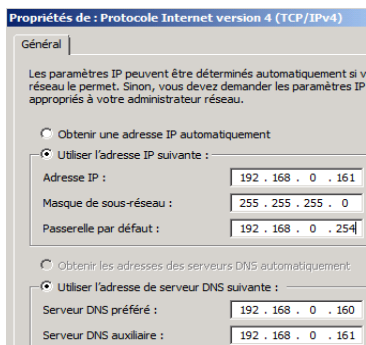 Propriétés de : Protocole Internet version 4 (TCP/IPv4)
Général
Les paramètres IP peuvent être déterminés automatiquement si v
réseau le permet. Sinon, vous devez demander les paramètres IP
appropriés à votre administrateur réseau.
Obtenir une adresse IP automatiquement
Utiliser l'adresse IP suivante :
Adresse IP : 192 . 168 . 0 . 161
Masque de sous-réseau : 255 . 255 . 255 . 0
Passerelle par défaut : 192 . 168 . 0 . 254
Obtenir les adresses des serveurs DNS automatiquement
Utiliser l'adresse de serveur DNS suivante :
Serveur DNS préféré : 192 . 168 . 0 . 160
Serveur DNS auxiliaire : 192 . 168 . 0 . 161